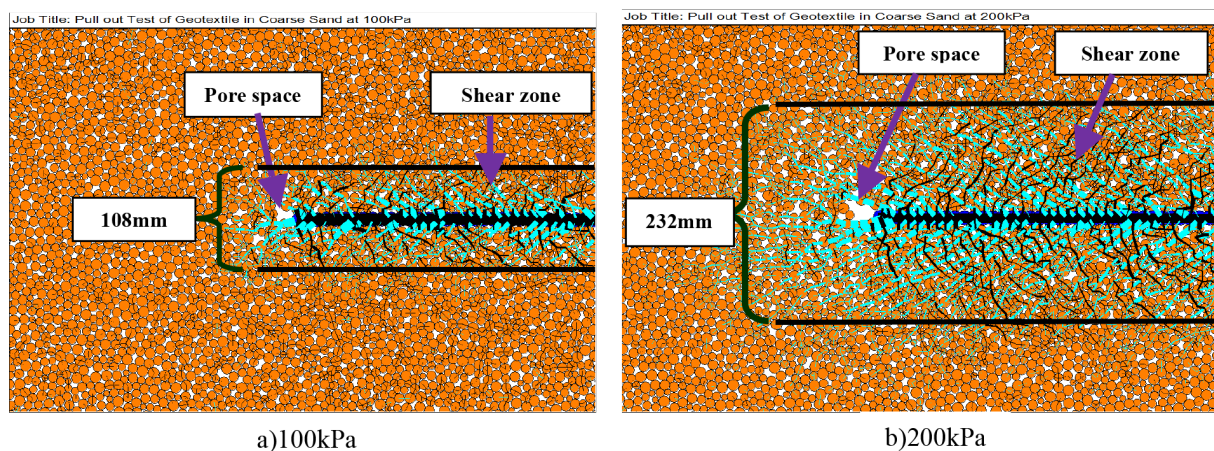 Job Title: Pull out Test of Geotextile in Coarse Sand at 100kPa
Pore space
Shear zone
108mm
a)100kPa
Job Title: Pull out Test of Geotextile in Coarse Sand at 200kPa
Pore space
Shear zone
232mm
b)200kPa